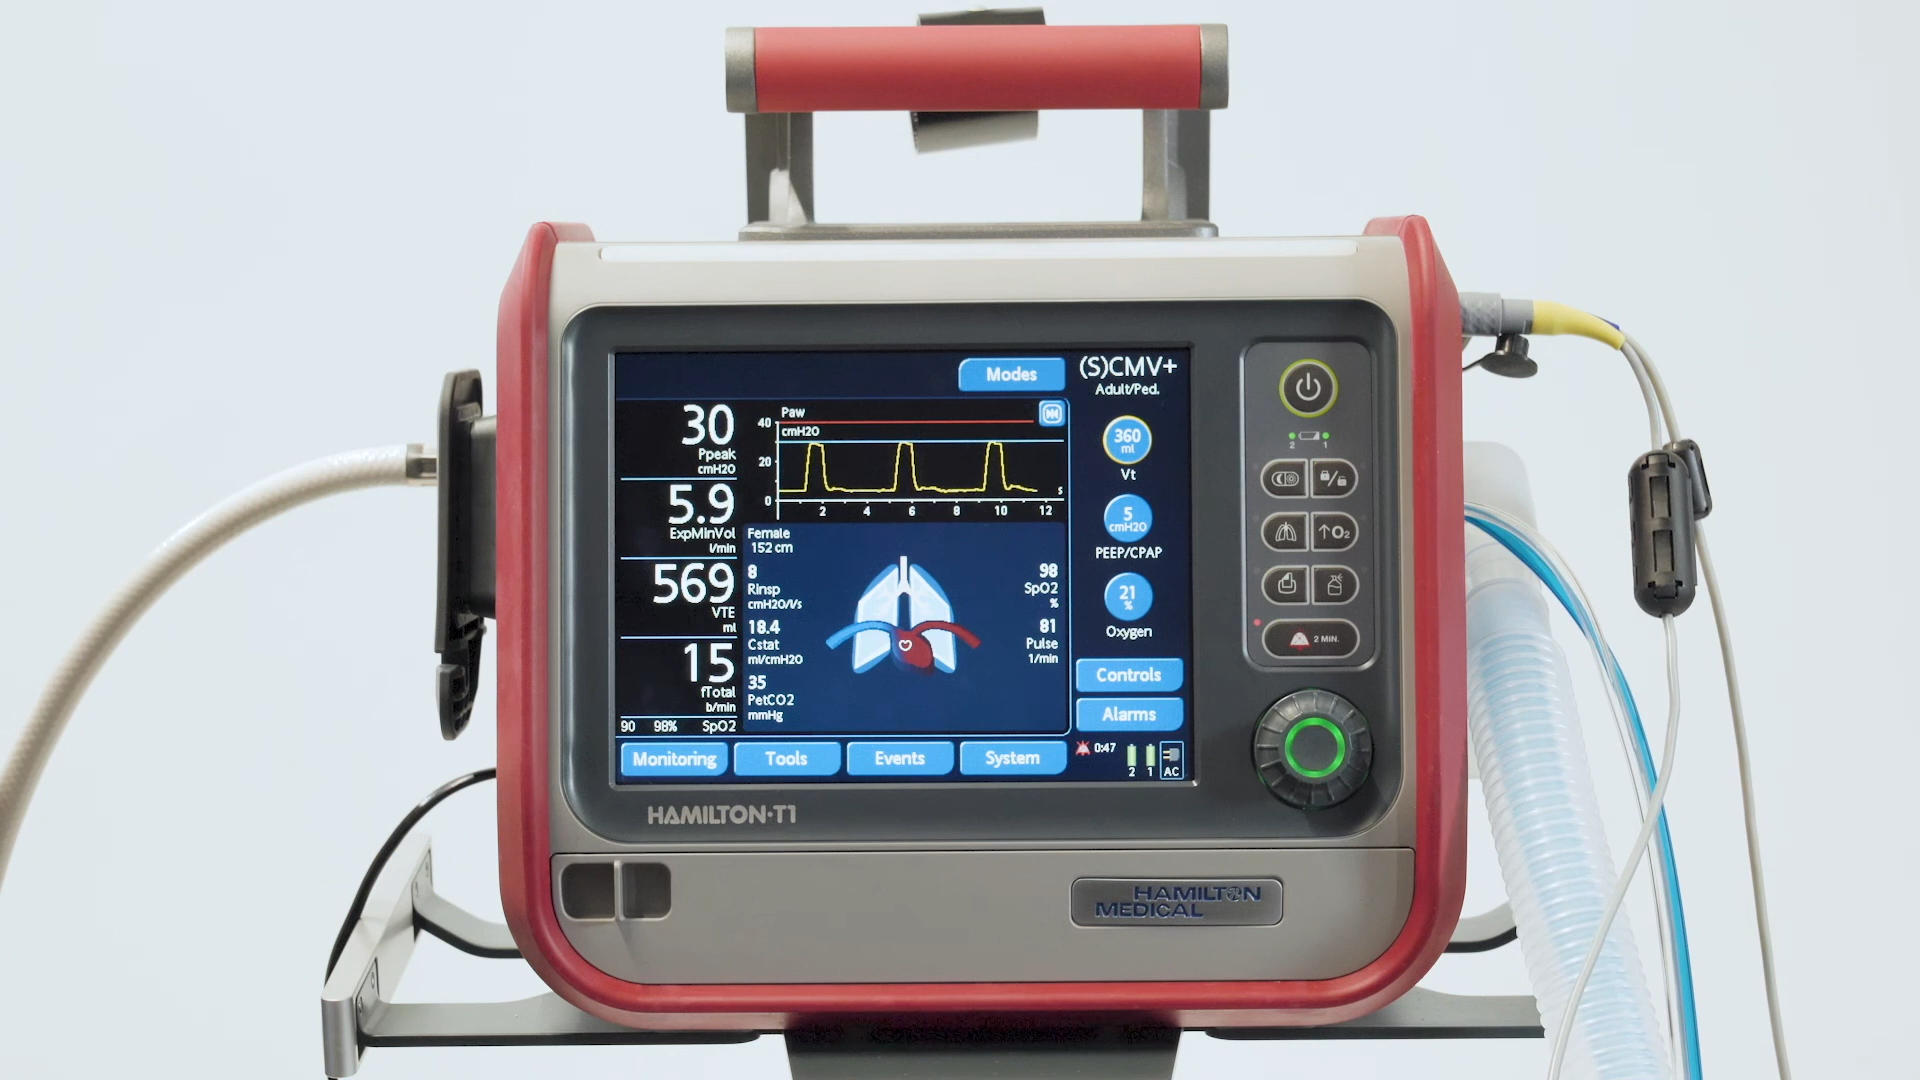 Modes
(S)CMV+
Adult/Ped.
30
Ppeak
cmH2O
5.9
ExpMinVol
l/min
569
VTE
ml
15
fTotal
b/min
90 98% SpO2
Paw
cmH2O
40
20
0
2 4 6 8 10 12
s
Female
152 cm
8
Rinsp
cmH2O/l/s
18.4
Cstat
ml/cmH2O
35
PetCO2
mmHg
98
SpO2
%
81
Pulse
1/min
360
ml
Vt
5
cmH2O
PEEP/CPAP
21
%
Oxygen
Controls
Alarms
0:47
2 1 AC
Monitoring Tools Events System
2 1
↑O2
2 MIN.
HAMILTON·T1
HAMILTON
MEDICAL